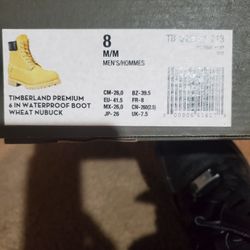 8
M/M
MEN'S/HOMMES
TIMBERLAND PREMIUM
6 IN WATERPROOF BOOT
WHEAT NUBUCK
CM-26,0 BZ-39.5
EU-41,5 FR-8
MX-26,0 CN-260(2.5)
JP-26 UK-7.5